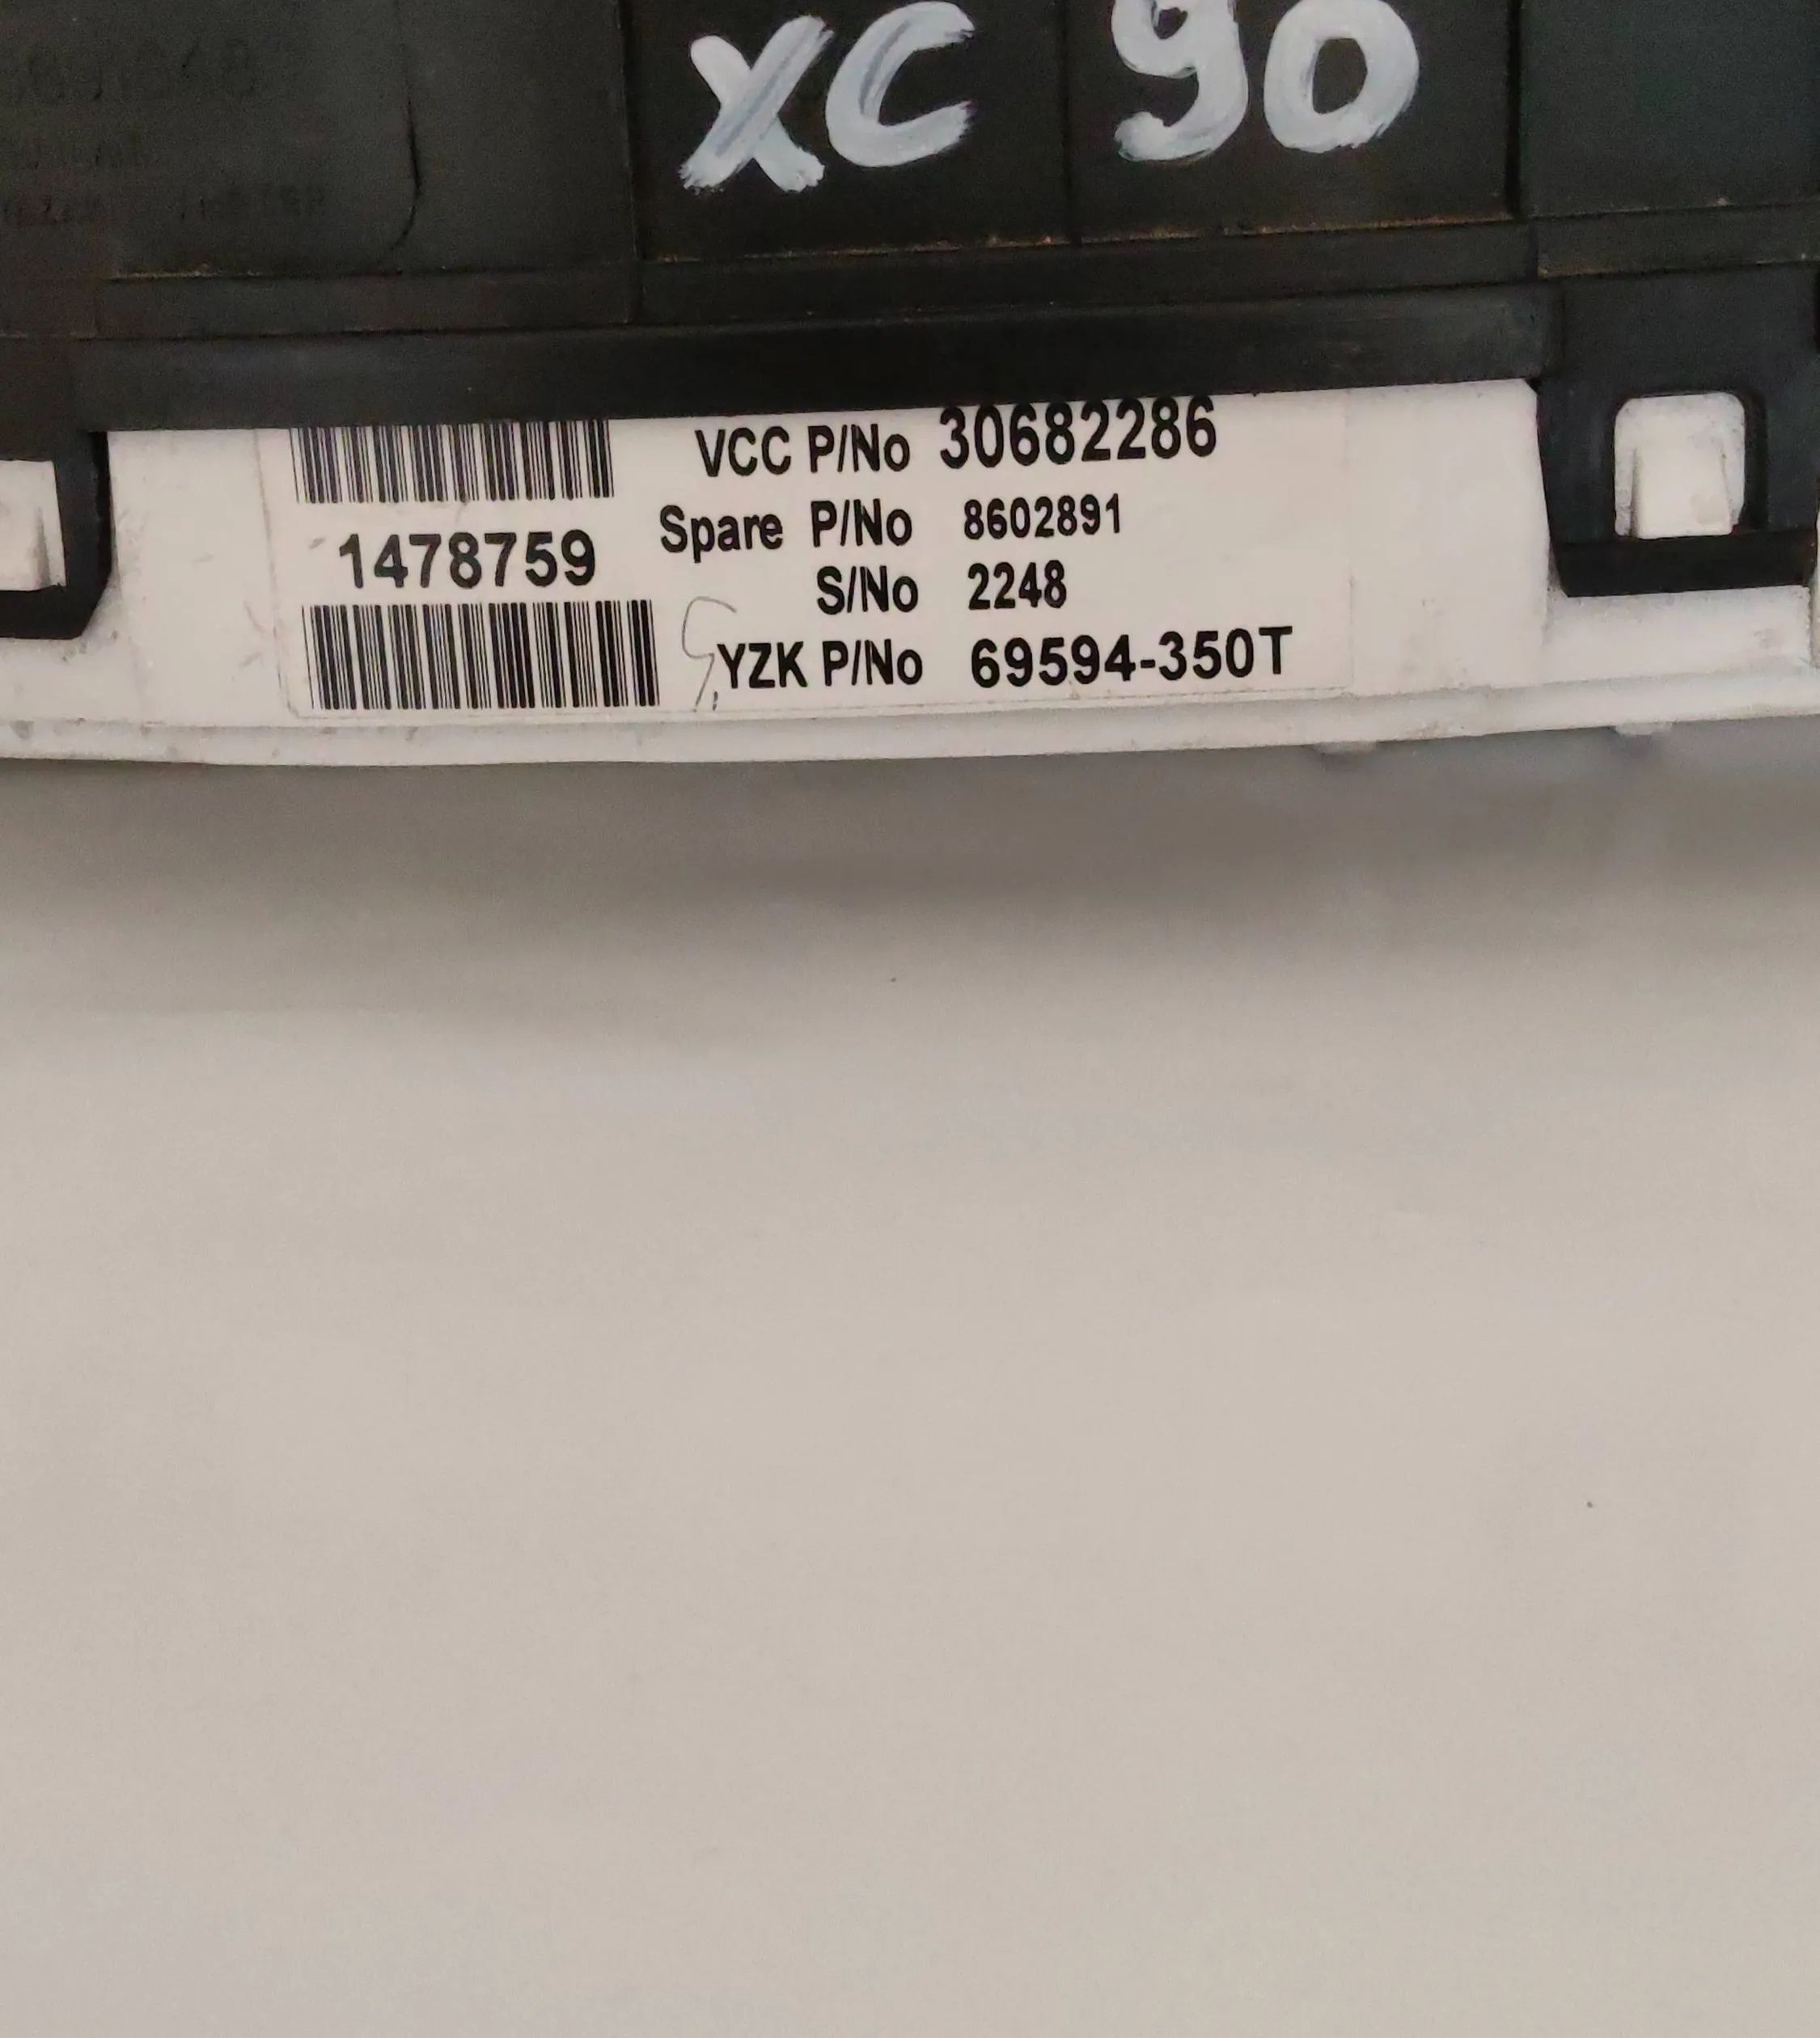 XC 90
VCC P/No 30682286
1478759
Spare P/No 8602891
S/No 2248
YZK P/No 69594-350T